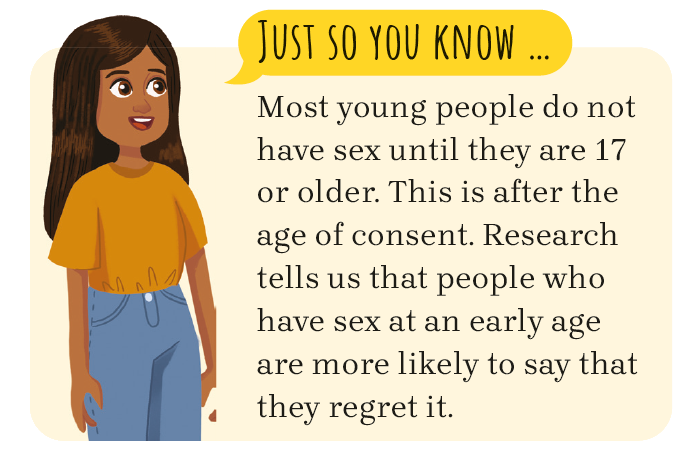 Just so you know ...
Most young people do not
have sex until they are 17
or older. This is after the
age of consent. Research
tells us that people who
have sex at an early age
are more likely to say that
they regret it.